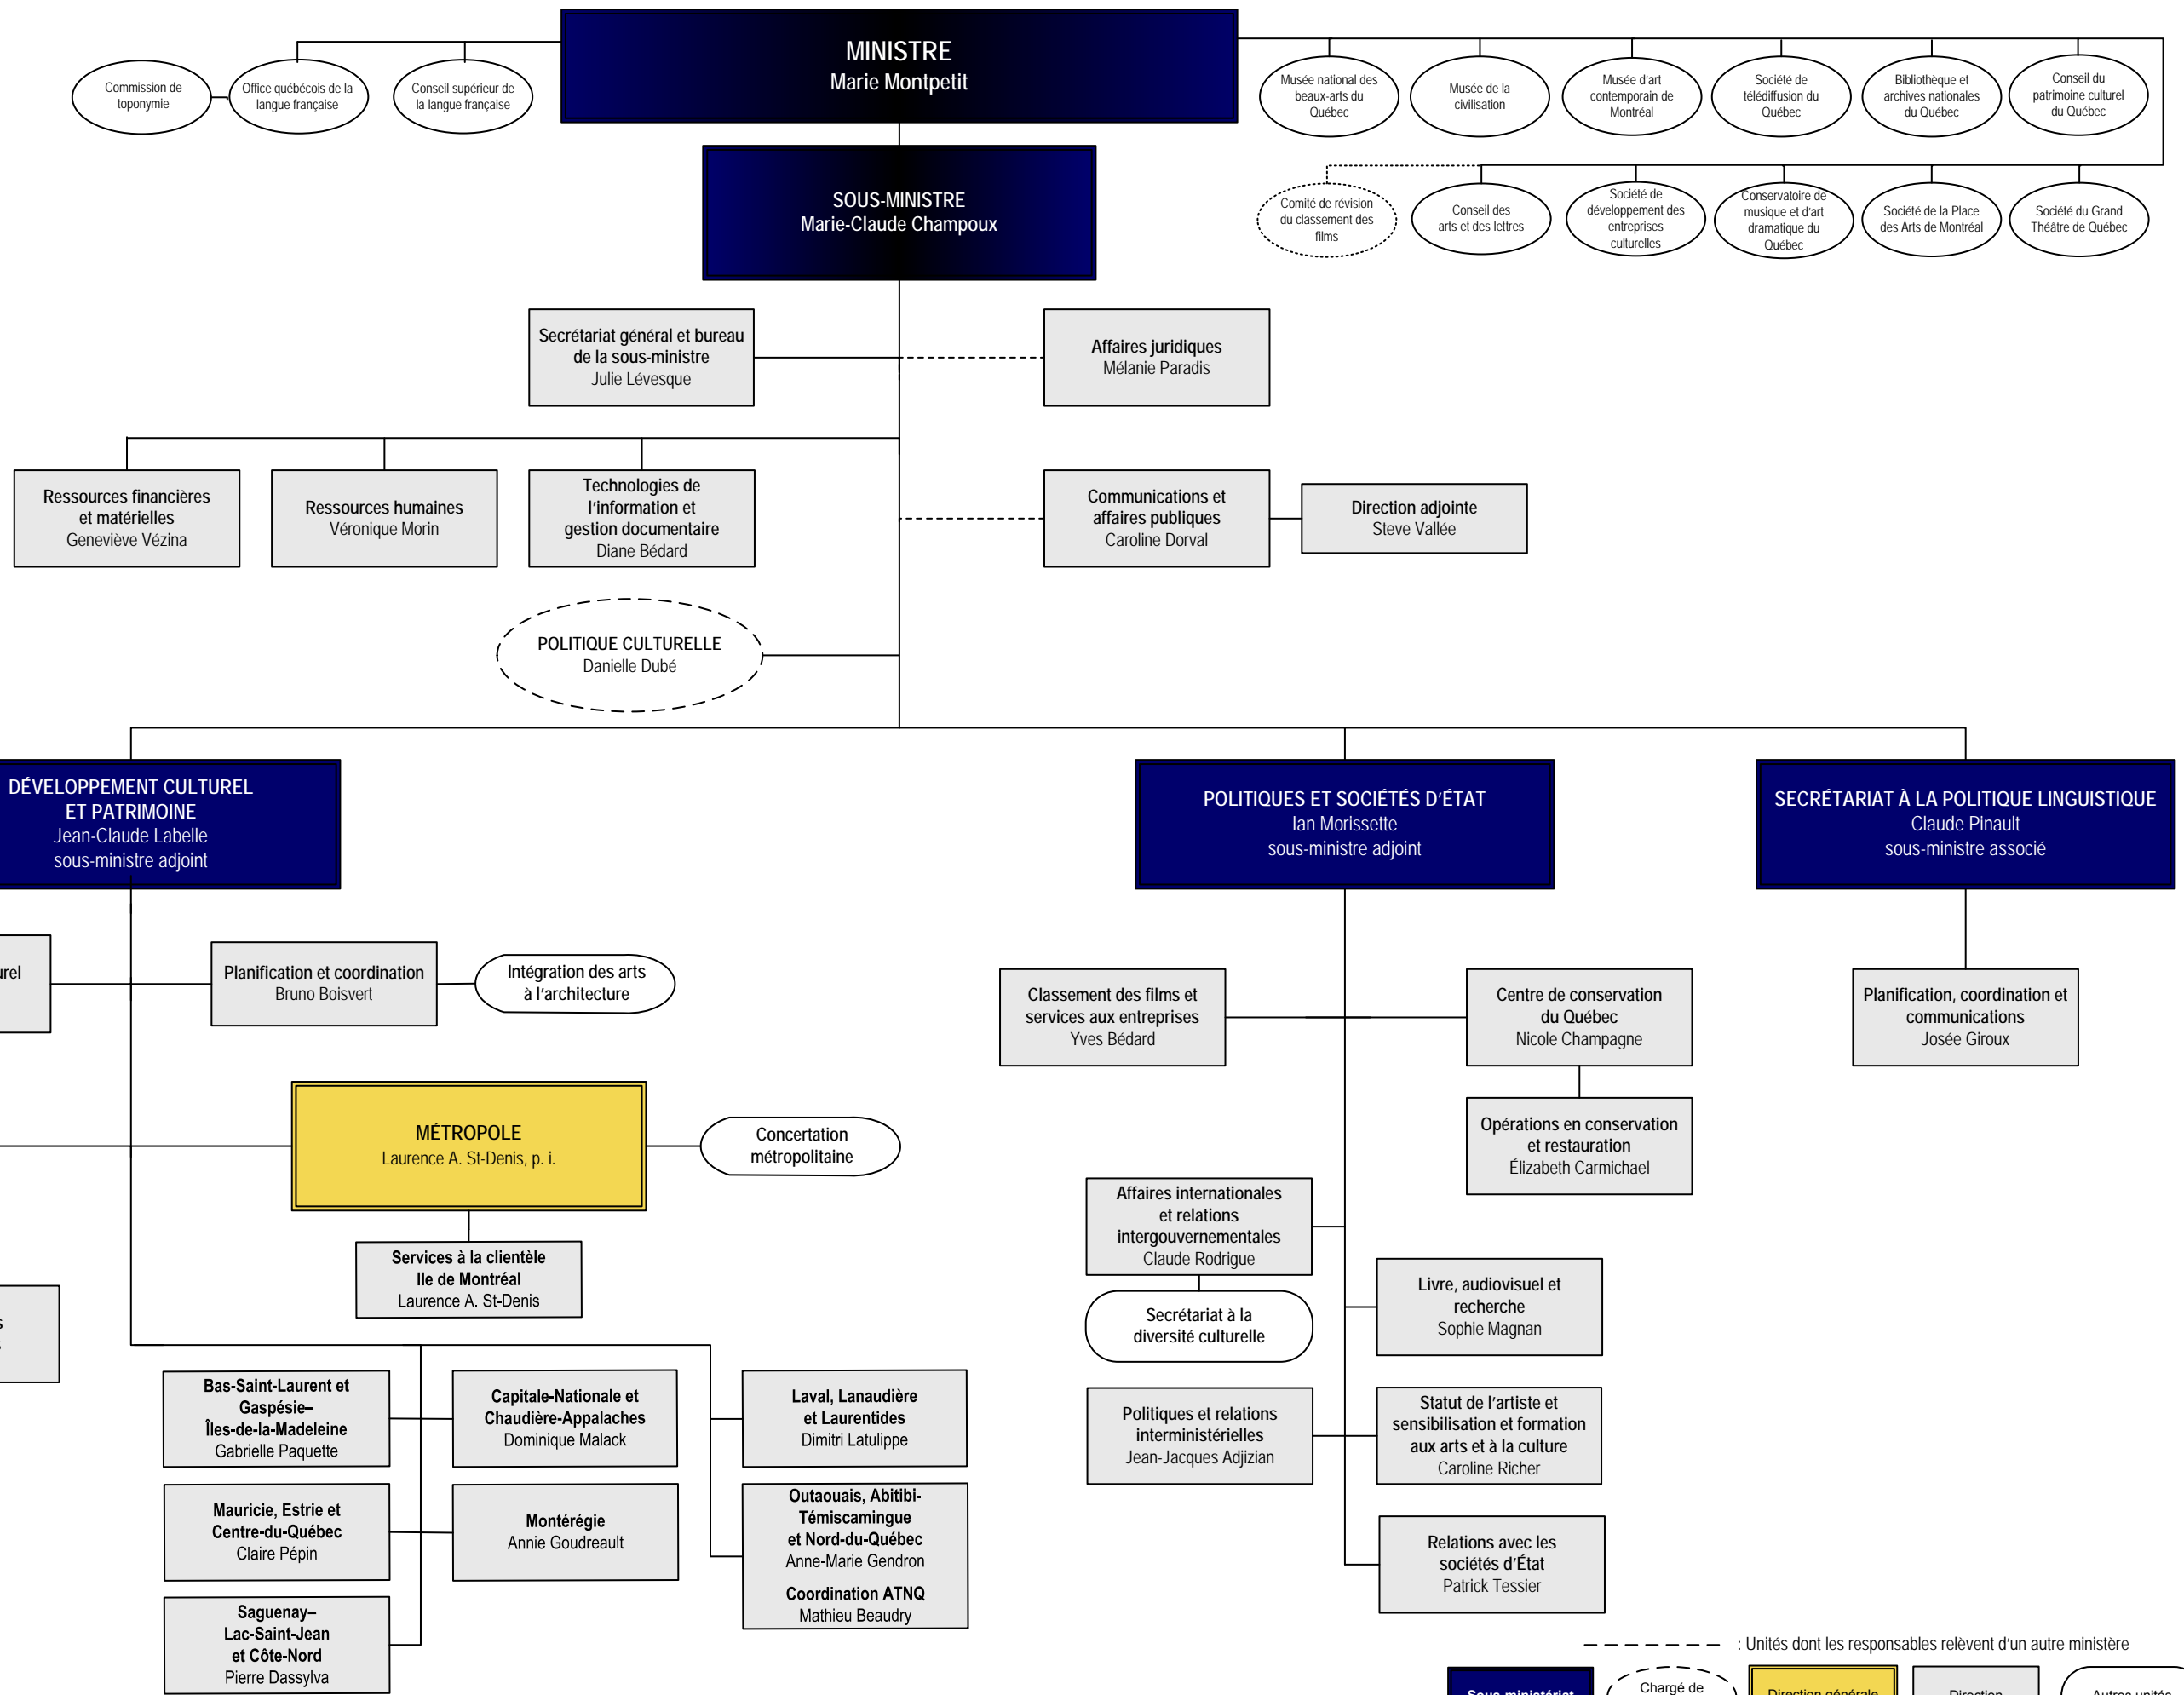 MINISTRE
Marie Montpetit
Commission de
toponymie
Office québécois de la
langue française
Conseil supérieur de
la langue française
Musée national des
beaux-arts du
Québec
Musée de la
civilisation
Musée d'art
contemporain de
Montréal
Société de
télédiffusion du
Québec
Bibliothèque et
archives nationales
du Québec
Conseil du
patrimoine culturel
du Québec
SOUS-MINISTRE
Marie-Claude Champoux
Comité de révision
du classement des
films
Conseil des
arts et des lettres
Société de
développement des
entreprises
culturelles
Conservatoire de
musique et d'art
dramatique du
Québec
Société de la Place
des Arts de Montréal
Société du Grand
Théâtre de Québec
Secrétariat général et bureau
de la sous-ministre
Julie Lévesque
Affaires juridiques
Mélanie Paradis
Ressources financières
et matérielles
Geneviève Vézina
Ressources humaines
Véronique Morin
Technologies de
l'information et
gestion documentaire
Diane Bédard
Communications et
affaires publiques
Caroline Dorval
Direction adjointe
Steve Vallée
POLITIQUE CULTURELLE
Danielle Dubé
DÉVELOPPEMENT CULTUREL
ET PATRIMOINE
Jean-Claude Labelle
sous-ministre adjoint
POLITIQUES ET SOCIÉTÉS D'ÉTAT
Ian Morissette
sous-ministre adjoint
SECRÉTARIAT À LA POLITIQUE LINGUISTIQUE
Claude Pinault
sous-ministre associé
urel
Planification et coordination
Bruno Boisvert
Intégration des arts
à l'architecture
Classement des films et
services aux entreprises
Yves Bédard
Centre de conservation
du Québec
Nicole Champagne
Planification, coordination et
communications
Josée Giroux
MÉTROPOLE
Laurence A. St-Denis, p. i.
Concertation
métropolitaine
Opérations en conservation
et restauration
Élizabeth Carmichael
Affaires internationales
et relations
intergouvernementales
Claude Rodrigue
Services à la clientèle
Ile de Montréal
Laurence A. St-Denis
Secrétariat à la
diversité culturelle
Livre, audiovisuel et
recherche
Sophie Magnan
Bas-Saint-Laurent et
Gaspésie–
Îles-de-la-Madeleine
Gabrielle Paquette
Capitale-Nationale et
Chaudière-Appalaches
Dominique Malack
Laval, Lanaudière
et Laurentides
Dimitri Latulippe
Politiques et relations
interministérielles
Jean-Jacques Adjizian
Statut de l'artiste et
sensibilisation et formation
aux arts et à la culture
Caroline Richer
Mauricie, Estrie et
Centre-du-Québec
Claire Pépin
Montérégie
Annie Goudreault
Outaouais, Abitibi-
Témiscamingue
et Nord-du-Québec
Anne-Marie Gendron
Coordination ATNQ
Mathieu Beaudry
Relations avec les
sociétés d'État
Patrick Tessier
Saguenay–
Lac-Saint-Jean
et Côte-Nord
Pierre Dassylva
: Unités dont les responsables relèvent d'un autre ministère
Sous-ministériat
Chargé de
Direction générale
Direction
Autres unités